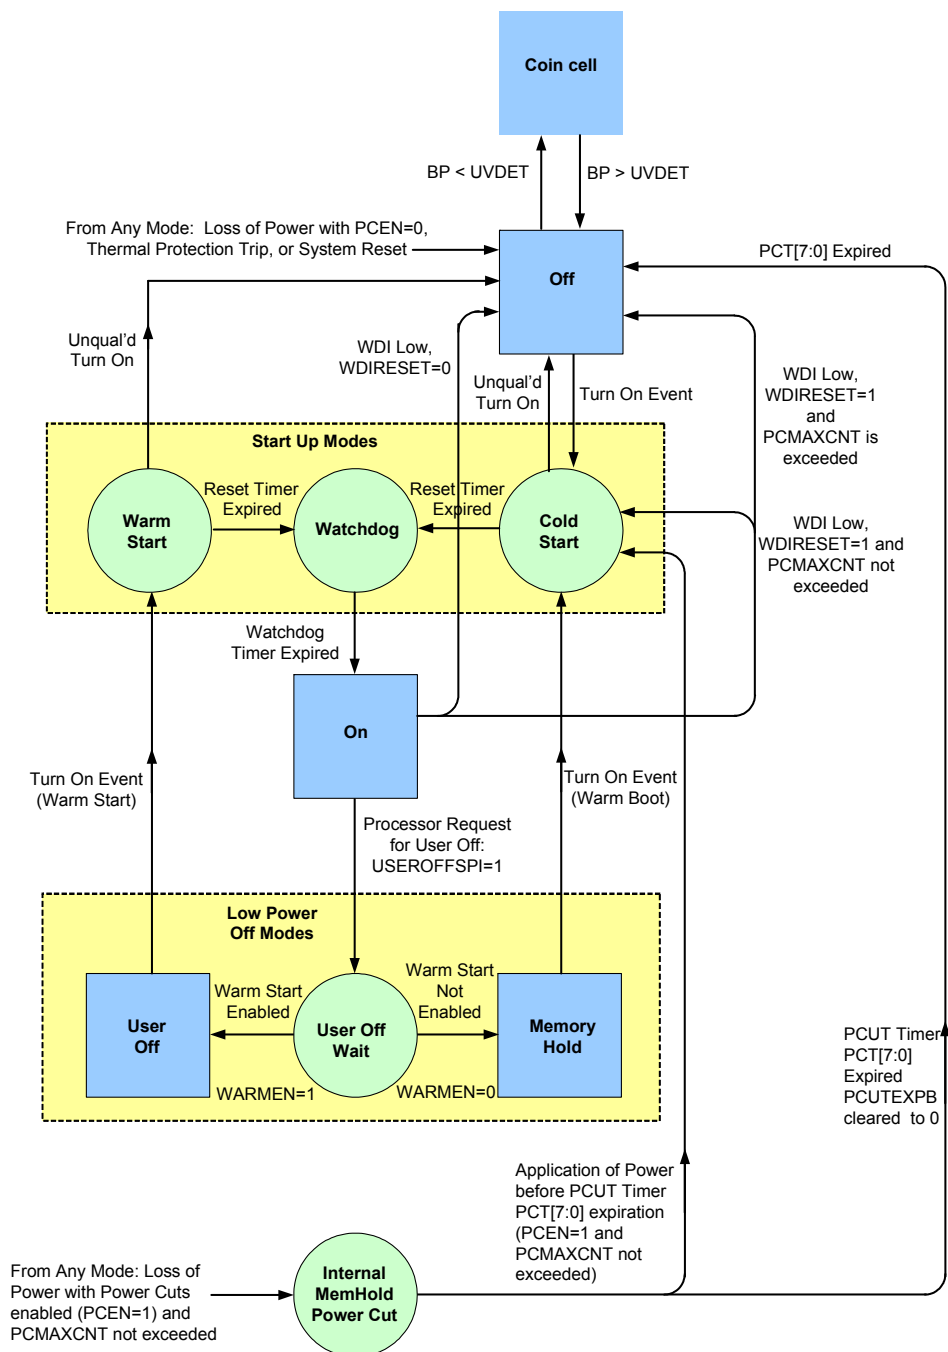 Coin cell
BP < UVDET
BP > UVDET
From Any Mode: Loss of Power with PCEN=0,
Thermal Protection Trip, or System Reset
Off
PCT[7:0] Expired
Unqual'd
Turn On
WDI Low,
WDIRESET=0
Unqual'd
Turn On
Turn On Event
WDI Low,
WDIRESET=1
and
PCMAXCNT is
exceeded
Start Up Modes
Warm
Start
Reset Timer
Expired
Watchdog
Reset Timer
Expired
Cold
Start
WDI Low,
WDIRESET=1 and
PCMAXCNT not
exceeded
Watchdog
Timer Expired
On
Turn On Event
(Warm Start)
Turn On Event
(Warm Boot)
Processor Request
for User Off:
USEROFFSPI=1
Low Power
Off Modes
User
Off
Warm Start
Enabled
User Off
Wait
Warm Start
Not
Enabled
Memory
Hold
WARMEN=1
WARMEN=0
PCUT Timer
PCT[7:0]
Expired
PCUTEXPB
cleared to 0
Application of Power
before PCUT Timer
PCT[7:0] expiration
(PCEN=1 and
PCMAXCNT not
exceeded)
From Any Mode: Loss of
Power with Power Cuts
enabled (PCEN=1) and
PCMAXCNT not exceeded
Internal
MemHold
Power Cut